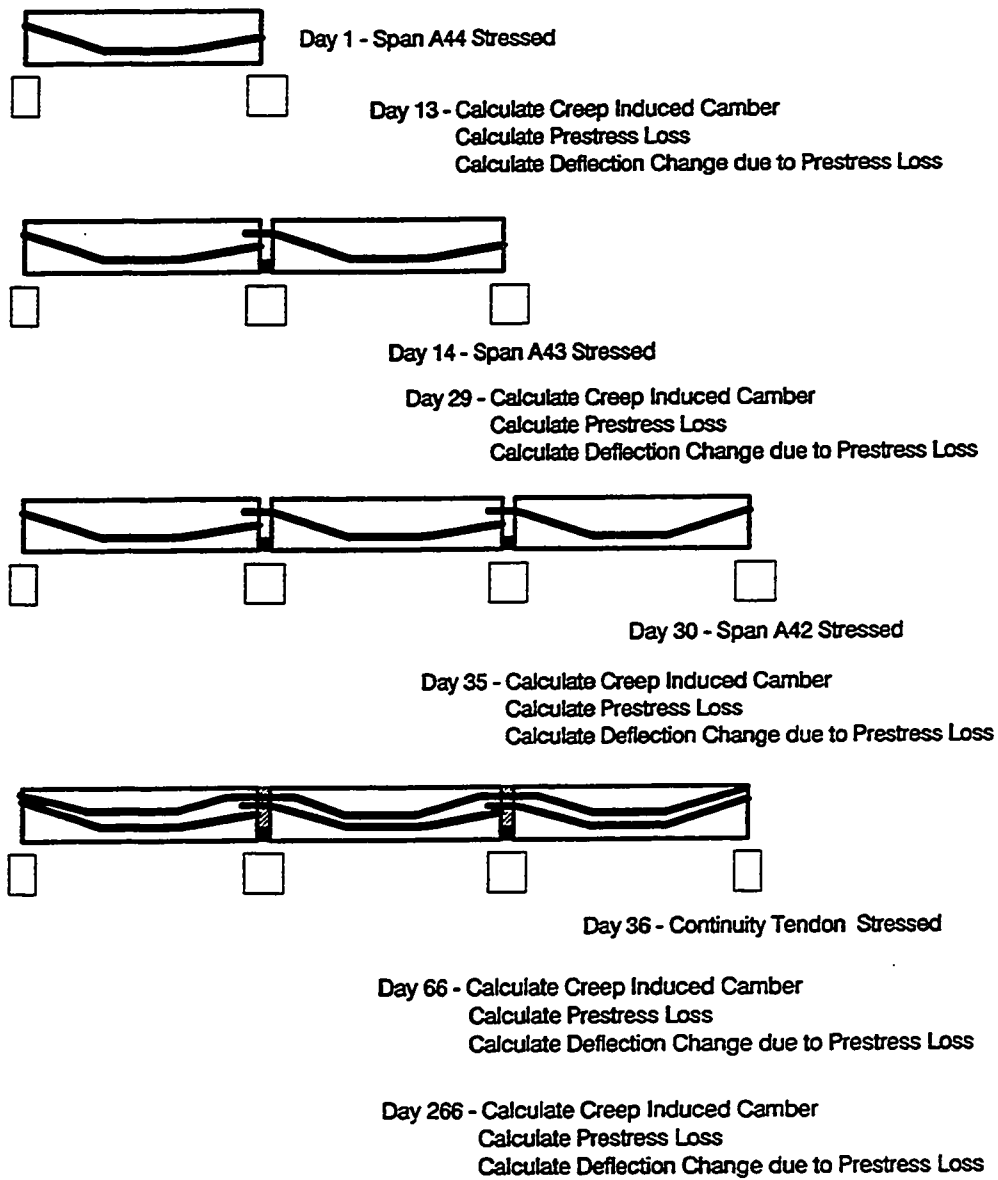 Day 1 - Span A44 Stressed
Day 13 - Calculate Creep Induced Camber
Calculate Prestress Loss
Calculate Deflection Change due to Prestress Loss
Day 14 - Span A43 Stressed
Day 29 - Calculate Creep Induced Camber
Calculate Prestress Loss
Calculate Deflection Change due to Prestress Loss
Day 30 - Span A42 Stressed
Day 35 - Calculate Creep Induced Camber
Calculate Prestress Loss
Calculate Deflection Change due to Prestress Loss
Day 36 - Continuity Tendon Stressed
Day 66 - Calculate Creep Induced Camber
Calculate Prestress Loss
Calculate Deflection Change due to Prestress Loss
Day 266 - Calculate Creep Induced Camber
Calculate Prestress Loss
Calculate Deflection Change due to Prestress Loss